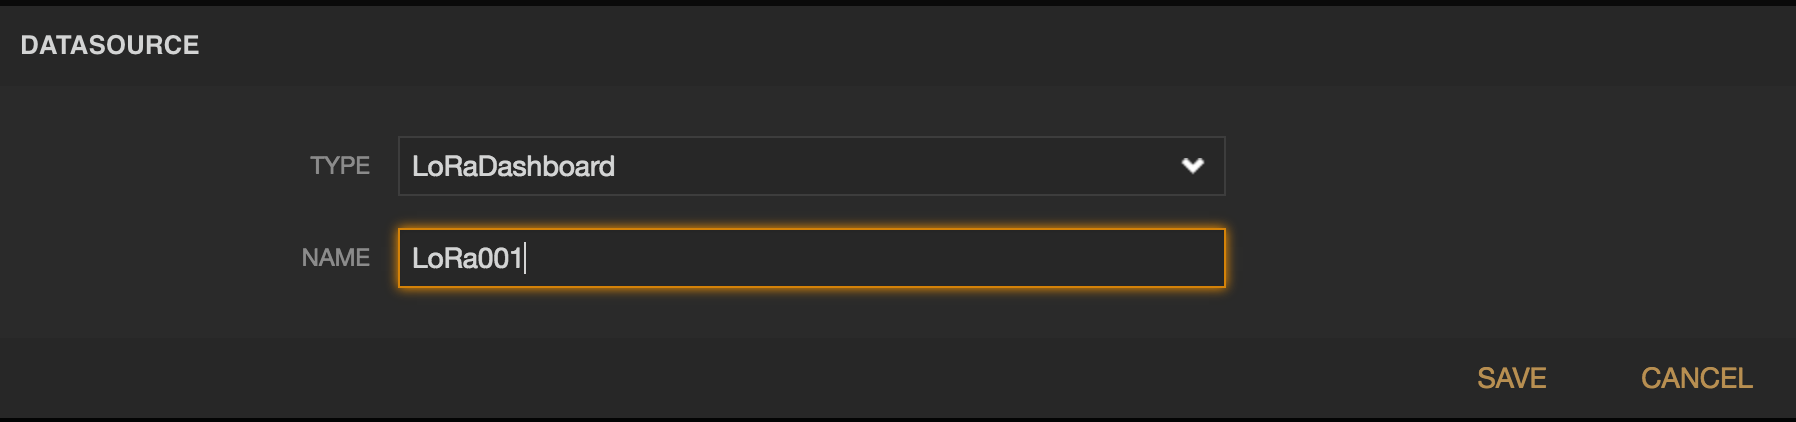 DATASOURCE
TYPE LoRaDashboard
NAME LoRa001
SAVE CANCEL